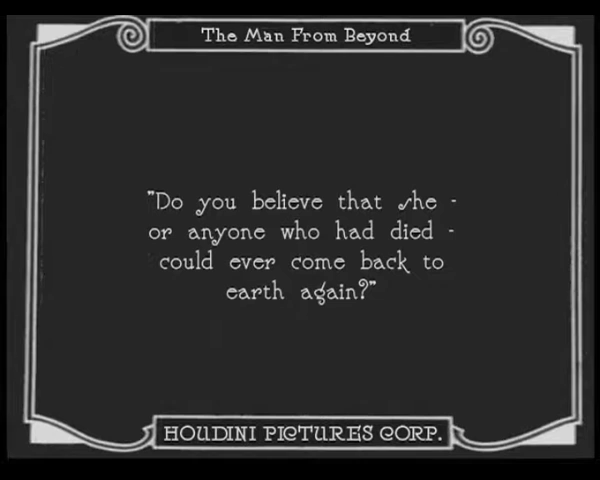 The Man From Beyond
"Do you believe that she -
or anyone who had died -
could ever come back to
earth again?"
HOUDINI PICTURES CORP.